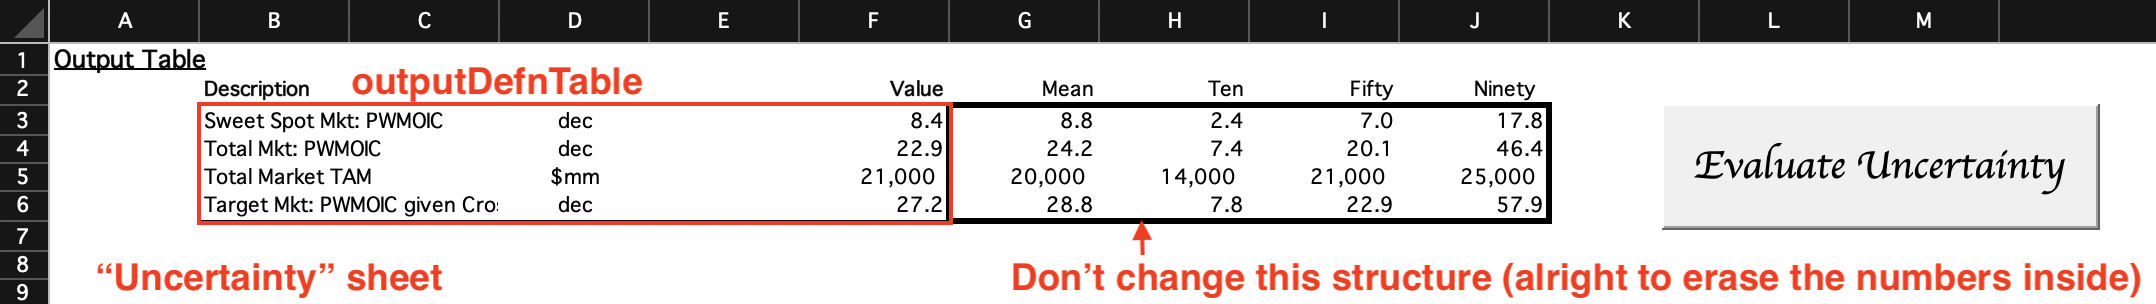 A B C D E F G H I J K L M
1 Output Table
2 Description outputDefnTable Value Mean Ten Fifty Ninety
3 Sweet Spot Mkt: PWMOIC dec 8.4 8.8 2.4 7.0 17.8
4 Total Mkt: PWMOIC dec 22.9 24.2 7.4 20.1 46.4 Evaluate Uncertainty
5 Total Market TAM $mm 21,000 20,000 14,000 21,000 25,000
6 Target Mkt: PWMOIC given Cro dec 27.2 28.8 7.8 22.9 57.9
7
8 “Uncertainty” sheet Don’t change this structure (alright to erase the numbers inside)
9